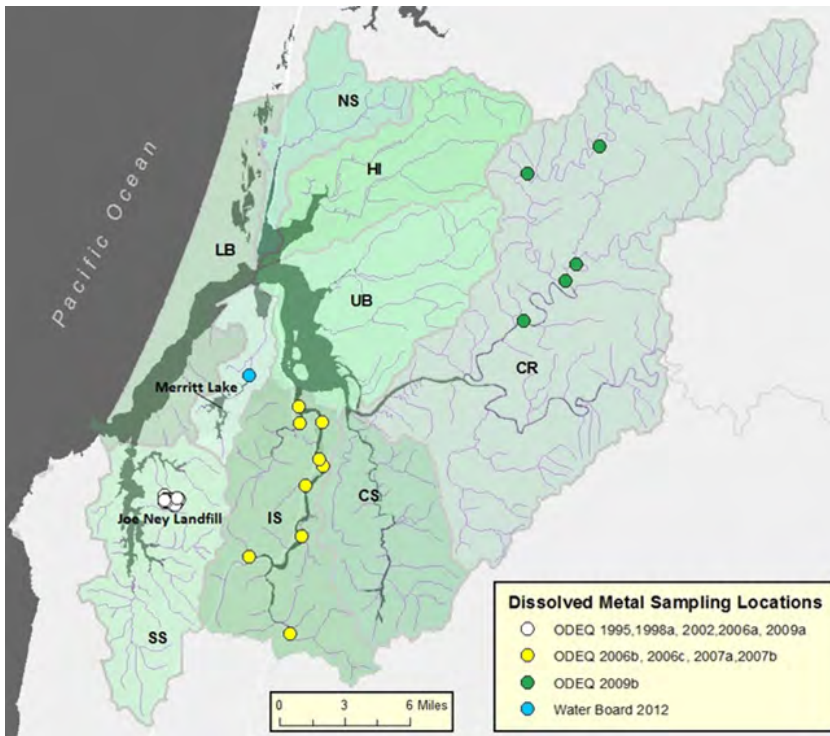 NS
HI
LB
UB
Pacific Ocean
CR
Merritt Lake
CS
IS
Joe Ney Landfill
SS
Dissolved Metal Sampling Locations
ODEQ 1995,1998a, 2002,2006a, 2009a
ODEQ 2006b, 2006c, 2007a,2007b
ODEQ 2009b
Water Board 2012
0 3 6 Miles